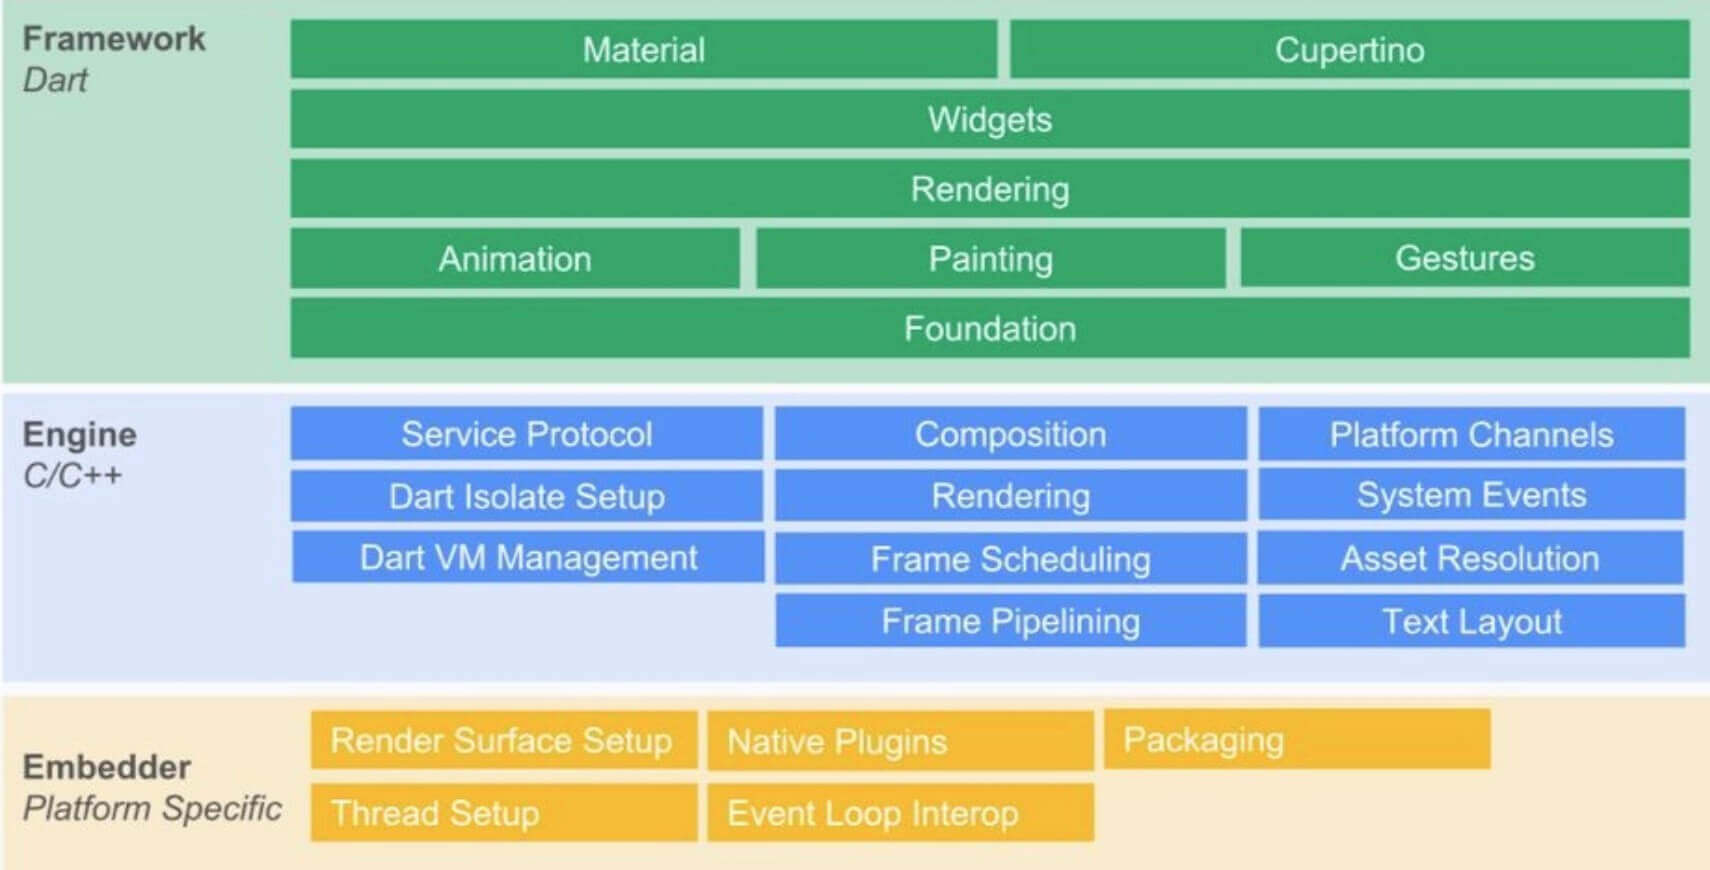 Framework
Dart
Material
Cupertino
Widgets
Rendering
Animation
Painting
Gestures
Foundation
Engine
C/C++
Service Protocol
Composition
Platform Channels
Dart Isolate Setup
Rendering
System Events
Dart VM Management
Frame Scheduling
Asset Resolution
Frame Pipelining
Text Layout
Embedder
Platform Specific
Render Surface Setup
Native Plugins
Packaging
Thread Setup
Event Loop Interop